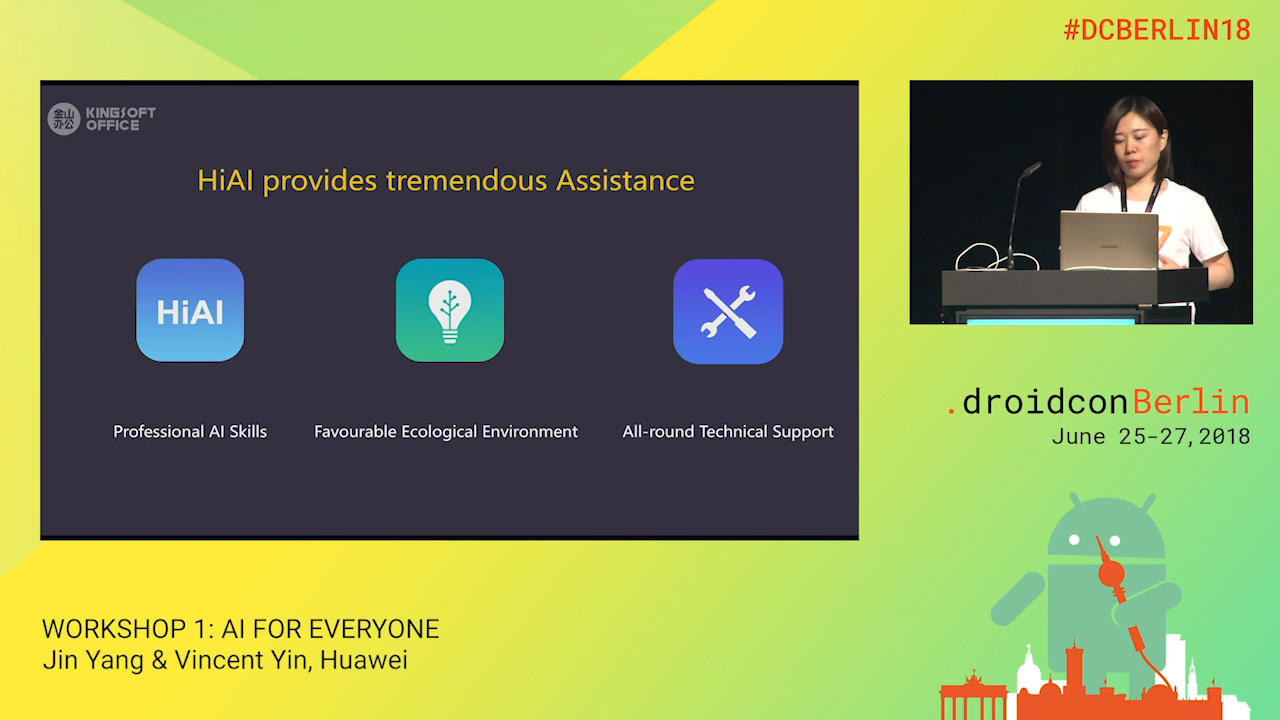 #DCBERLIN18
金山
办公
KINGSOFT
OFFICE
HiAI provides tremendous Assistance
HiAI
Professional AI Skills
Favourable Ecological Environment
All-round Technical Support
.droidconBerlin
June 25-27, 2018
WORKSHOP 1: AI FOR EVERYONE
Jin Yang & Vincent Yin, Huawei